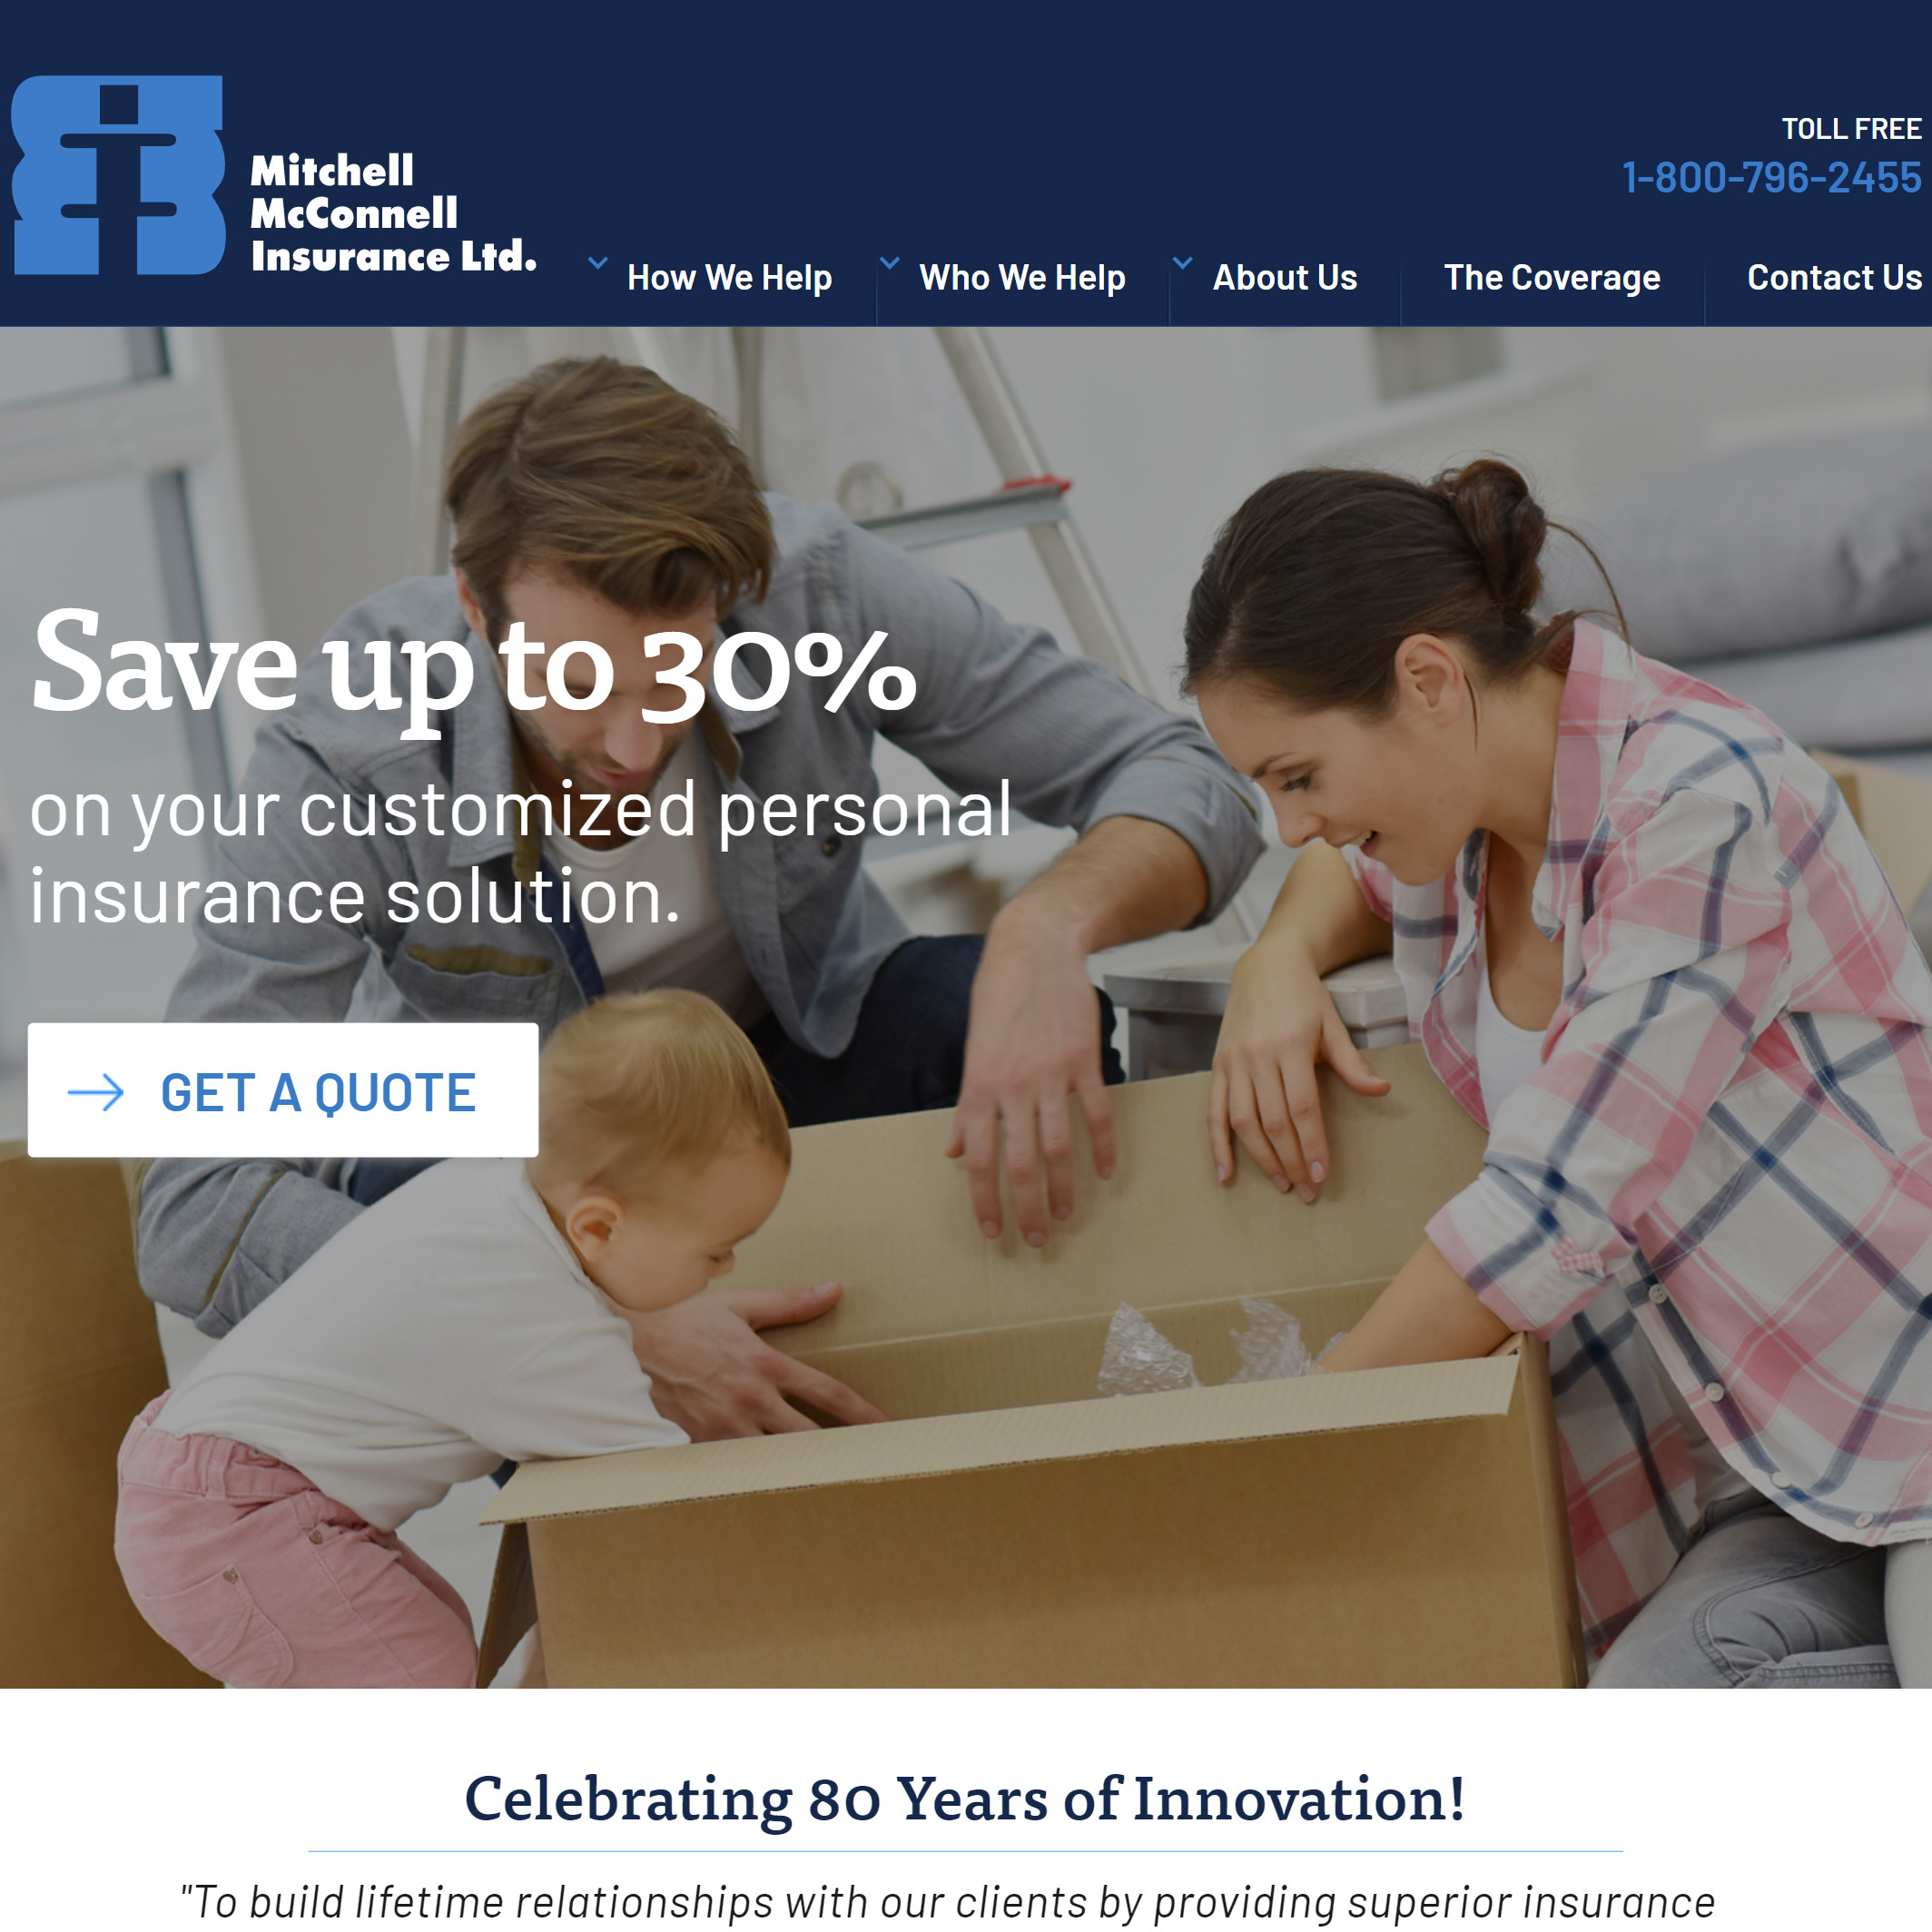 Mitchell
McConnell
Insurance Ltd.
TOLL FREE
1-800-796-2455
How We Help
Who We Help
About Us
The Coverage
Contact Us
Save up to 30%
on your customized personal
insurance solution.
GET A QUOTE
Celebrating 80 Years of Innovation!
"To build lifetime relationships with our clients by providing superior insurance